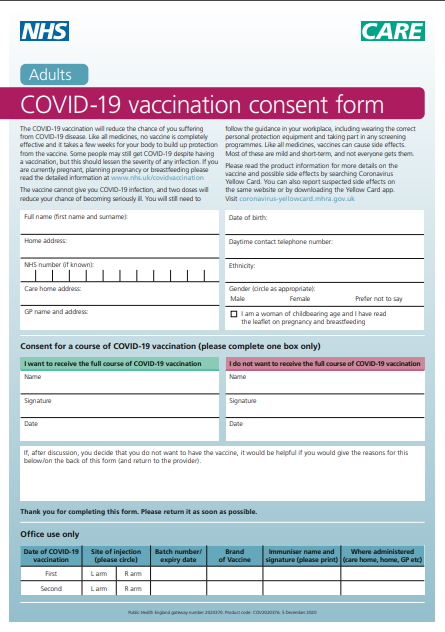 NHS
CARE
Adults
COVID-19 vaccination consent form
The COVID-19 vaccination will reduce the chance of you suffering
from COVID-19 disease. Like all medicines, no vaccine is completely
effective and it takes a few weeks for your body to build up protection
from the vaccine. Some people may still get COVID-19 despite having
a vaccination, but this should lessen the severity of any infection. If you
are currently pregnant, planning pregnancy or breastfeeding please
read the detailed information at www.nhs.uk/covidvaccination
The vaccine cannot give you COVID-19 infection, and two doses will
reduce your chance of becoming seriously ill. You will still need to
follow the guidance in your workplace, including wearing the correct
personal protection equipment and taking part in any screening
programmes. Like all medicines, vaccines can cause side effects.
Most of these are mild and short-term, and not everyone gets them.
Please read the product information for more details on the
vaccine and possible side effects by searching Coronavirus
Yellow Card. You can also report suspected side effects on
the same website or by downloading the Yellow Card app.
Visit coronavirus-yellowcard.mhra.gov.uk
Full name (first name and surname):
Date of birth:
Home address:
Daytime contact telephone number:
NHS number (if known):
Ethnicity:
Care home address:
Gender (circle as appropriate):
Male Female Prefer not to say
GP name and address:
I am a woman of childbearing age and I have read
the leaflet on pregnancy and breastfeeding
Consent for a course of COVID-19 vaccination (please complete one box only)
I want to receive the full course of COVID-19 vaccination
I do not want to receive the full course of COVID-19 vaccination
Name
Name
Signature
Signature
Date
Date
If, after discussion, you decide that you do not want to have the vaccine, it would be helpful if you would give the reasons for this
below/on the back of this form (and return to the provider).
Thank you for completing this form. Please return it as soon as possible.
Office use only
Date of COVID-19 vaccination
Site of injection (please circle)
Batch number/ expiry date
Brand of Vaccine
Immuniser name and signature (please print)
Where administered (care home, home, GP etc)
First L arm R arm
Second L arm R arm
Public Health England gateway number 2020376. Product code: COV2020376. 5 December 2020